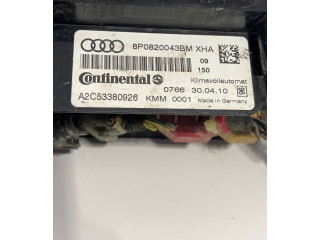 8P0820043BM XHA
09
150
Continental
Klimavollautomat
0766 30.04.10
A2C53380926 KMM 0001 Made in Germany